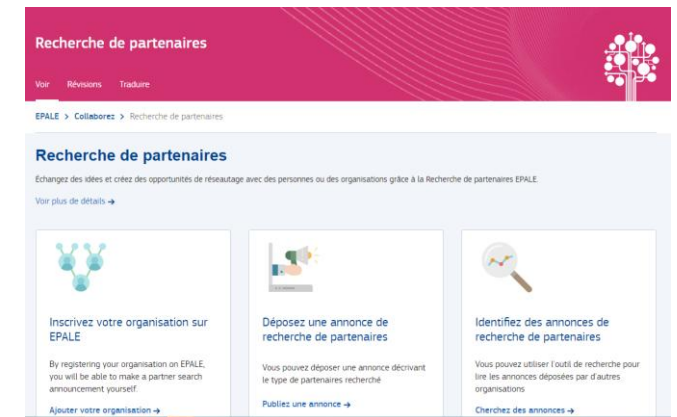 Recherche de partenaires
Voir Révisions Traduire
EPALE > Collaborez > Recherche de partenaires
Recherche de partenaires
Échangez des idées et créez des opportunités de réseautage avec des personnes ou des organisations grâce à la Recherche de partenaires EPALE.
Voir plus de détails →
Inscrivez votre organisation sur
EPALE
By registering your organisation on EPALE,
you will be able to make a partner search
announcement yourself.
Ajouter votre organisation →
Déposez une annonce de
recherche de partenaires
Vous pouvez déposer une annonce décrivant
le type de partenaires recherché
Publiez une annonce →
Identifiez des annonces de
recherche de partenaires
Vous pouvez utiliser l'outil de recherche pour
lire les annonces déposées par d'autres
organisations
Cherchez des annonces →